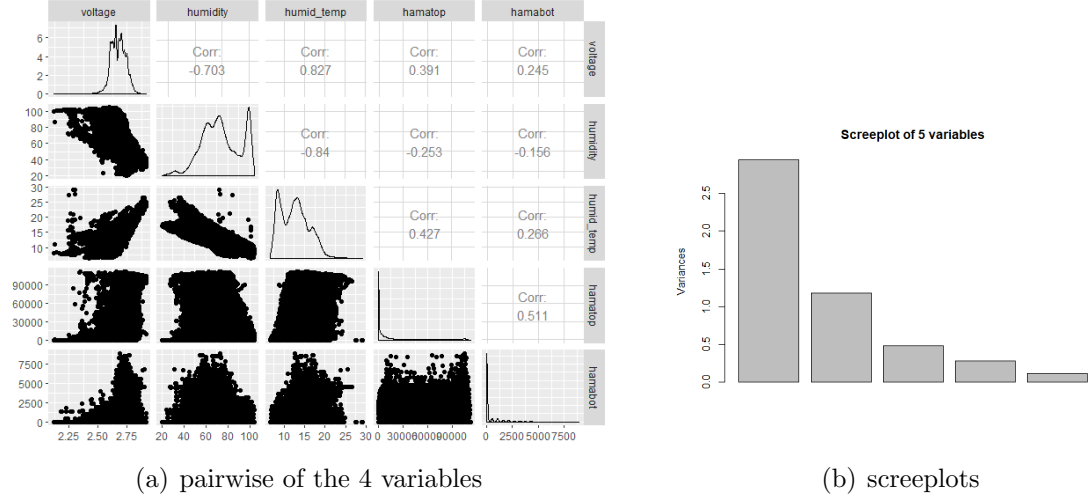 voltage humidity humid_temp hamatop hamabot
6
4
2
0
Corr:
-0.703
Corr:
0.827
Corr:
0.391
Corr:
0.245
voltage
100
80
60
40
20
Corr:
-0.84
Corr:
-0.253
Corr:
-0.156
humidity
30
25
20
15
10
Corr:
0.427
Corr:
0.266
humid_temp
90000
60000
30000
0
Corr:
0.511
hamatop
7500
5000
2500
0
hamabot
2.25 2.50 2.75 20 40 60 80 100 10 15 20 25 30 0 30000 60000 90000 0 2500 5000 7500
(a) pairwise of the 4 variables
Screeplot of 5 variables
Variances
2.5
2.0
1.5
1.0
0.5
0.0
(b) screeplots